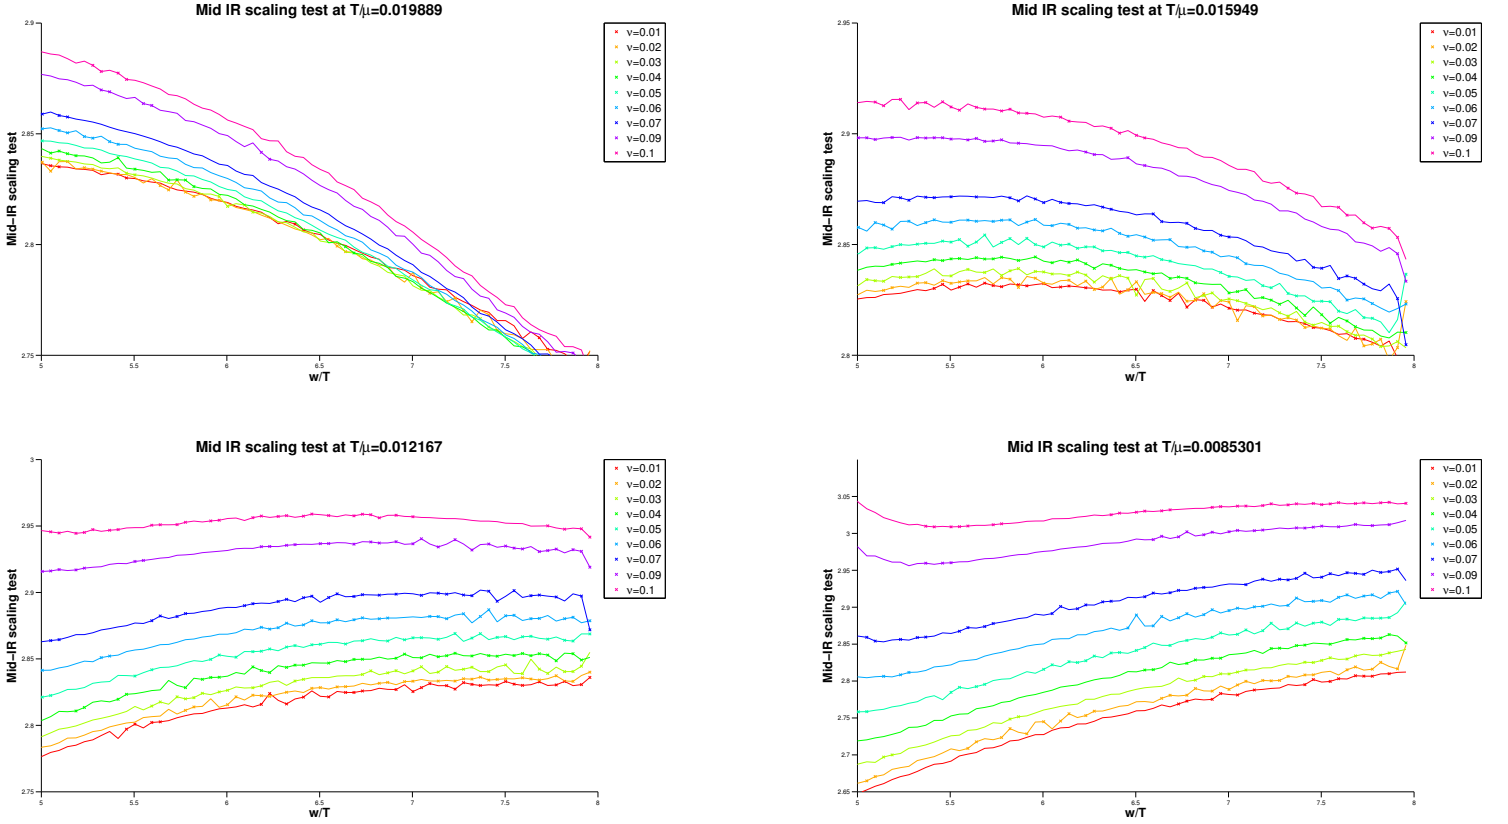 Mid IR scaling test at T/μ=0.019889
2.9
2.85
2.8
2.75
Mid-IR scaling test
5
5.5
6
6.5
7
7.5
8
w/T
ν=0.01
ν=0.02
ν=0.03
ν=0.04
ν=0.05
ν=0.06
ν=0.07
ν=0.09
ν=0.1
Mid IR scaling test at T/μ=0.015949
2.95
2.9
2.85
2.8
Mid-IR scaling test
5
5.5
6
6.5
7
7.5
8
w/T
ν=0.01
ν=0.02
ν=0.03
ν=0.04
ν=0.05
ν=0.06
ν=0.07
ν=0.09
ν=0.1
Mid IR scaling test at T/μ=0.012167
3
2.95
2.9
2.85
2.8
2.75
Mid-IR scaling test
5
5.5
6
6.5
7
7.5
8
w/T
ν=0.01
ν=0.02
ν=0.03
ν=0.04
ν=0.05
ν=0.06
ν=0.07
ν=0.09
ν=0.1
Mid IR scaling test at T/μ=0.0085301
3.05
3
2.95
2.9
2.85
2.8
2.75
2.7
2.65
Mid-IR scaling test
5
5.5
6
6.5
7
7.5
8
w/T
ν=0.01
ν=0.02
ν=0.03
ν=0.04
ν=0.05
ν=0.06
ν=0.07
ν=0.09
ν=0.1